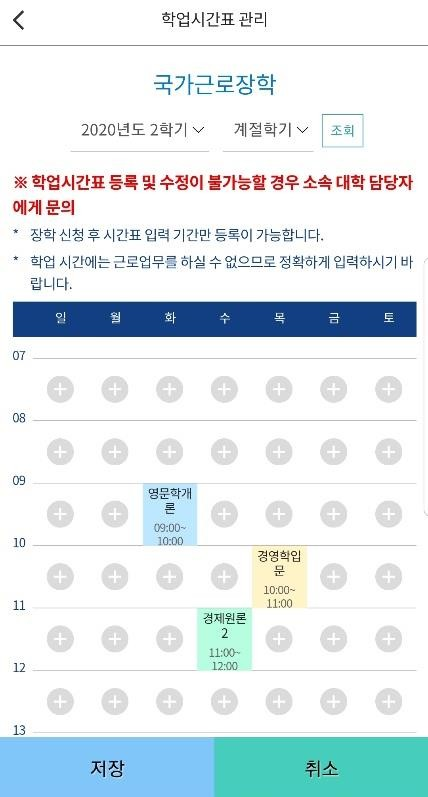 학업시간표 관리
국가근로장학
2020년도 2학기 계절학기 조회
※ 학업시간표 등록 및 수정이 불가능할 경우 소속 대학 담당자
에게 문의
* 장학 신청 후 시간표 입력 기간만 등록이 가능합니다.
* 학업 시간에는 근로업무를 하실 수 없으므로 정확하게 입력하시기 바
랍니다.
일 월 화 수 목 금 토
07
08
09
영문학개
론
09:00~
10:00
10
경영학입
문
10:00~
11:00
11
경제원론
2
11:00~
12:00
12
13
저장 취소